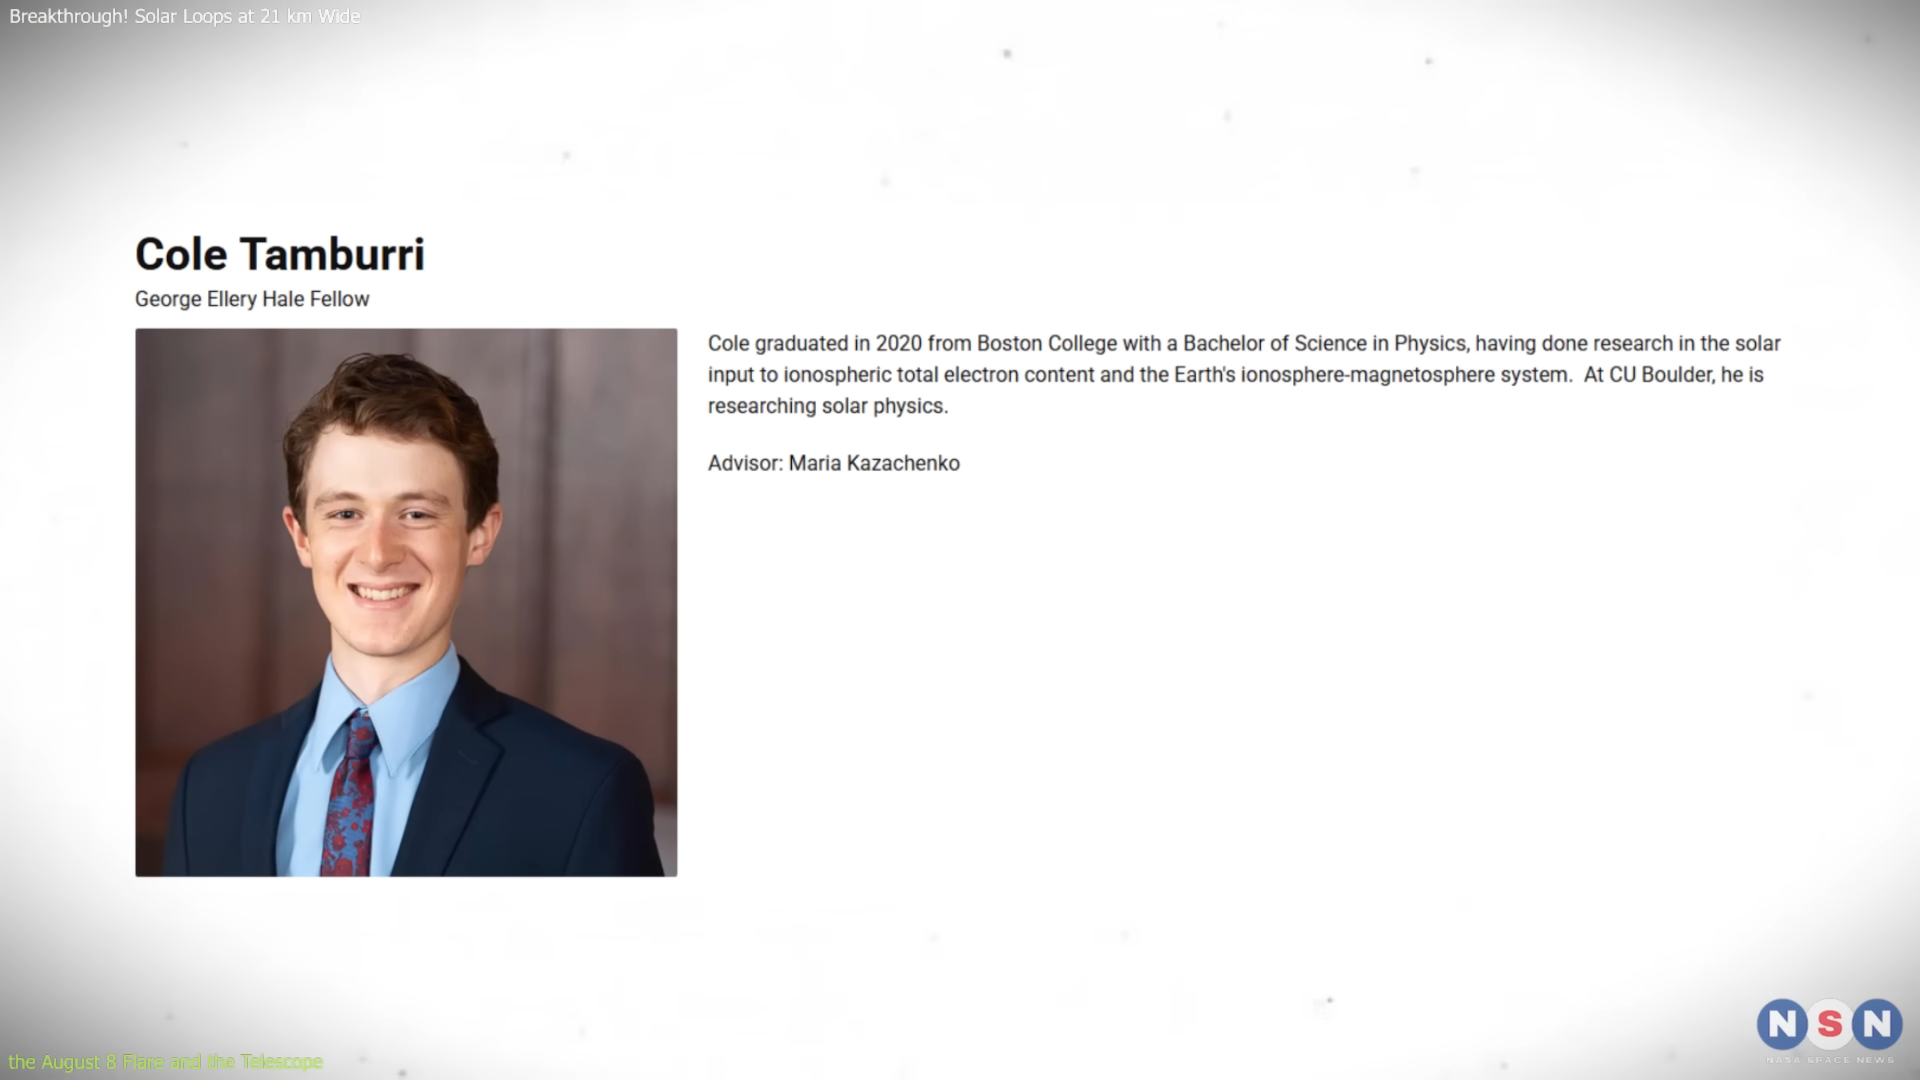 Breakthrough! Solar Loops at 21 km Wide
Cole Tamburri
George Ellery Hale Fellow
Cole graduated in 2020 from Boston College with a Bachelor of Science in Physics, having done research in the solar
input to ionospheric total electron content and the Earth's ionosphere-magnetosphere system. At CU Boulder, he is
researching solar physics.
Advisor: Maria Kazachenko
NSN
NASA SPACE NEWS
the August 8 Flare and the Telescope